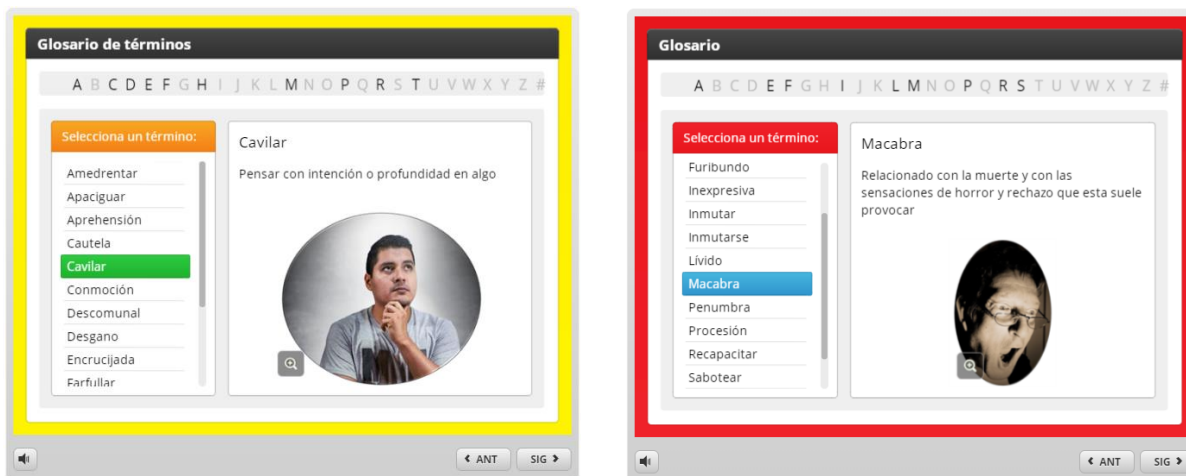 Glosario de términos
A B C D E F G H I J K L M N O P Q R S T U V W X Y Z #
Selecciona un término:
Amedrentar
Apaciguar
Aprehensión
Cautela
Cavilar
Conmoción
Descomunal
Desgano
Encrucijada
Farfullar
Cavilar
Pensar con intención o profundidad en algo
ANT
SIG
Glosario
A B C D E F G H I J K L M N O P Q R S T U V W X Y Z #
Selecciona un término:
Furibundo
Inexpresiva
Inmutar
Inmutarse
Lívido
Macabra
Penumbra
Procesión
Recapacitar
Sabotear
Macabra
Relacionado con la muerte y con las
sensaciones de horror y rechazo que esta suele
provocar
ANT
SIG